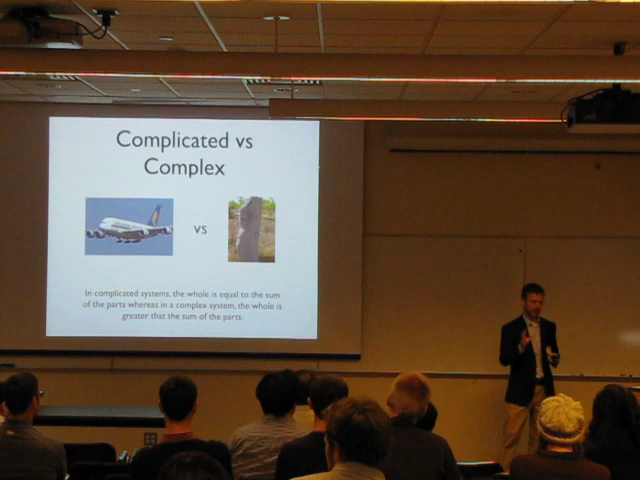 Complicated vs
Complex
vs
In complicated systems, the whole is equal to the sum
of the parts whereas in a complex system, the whole is
greater that the sum of the parts.